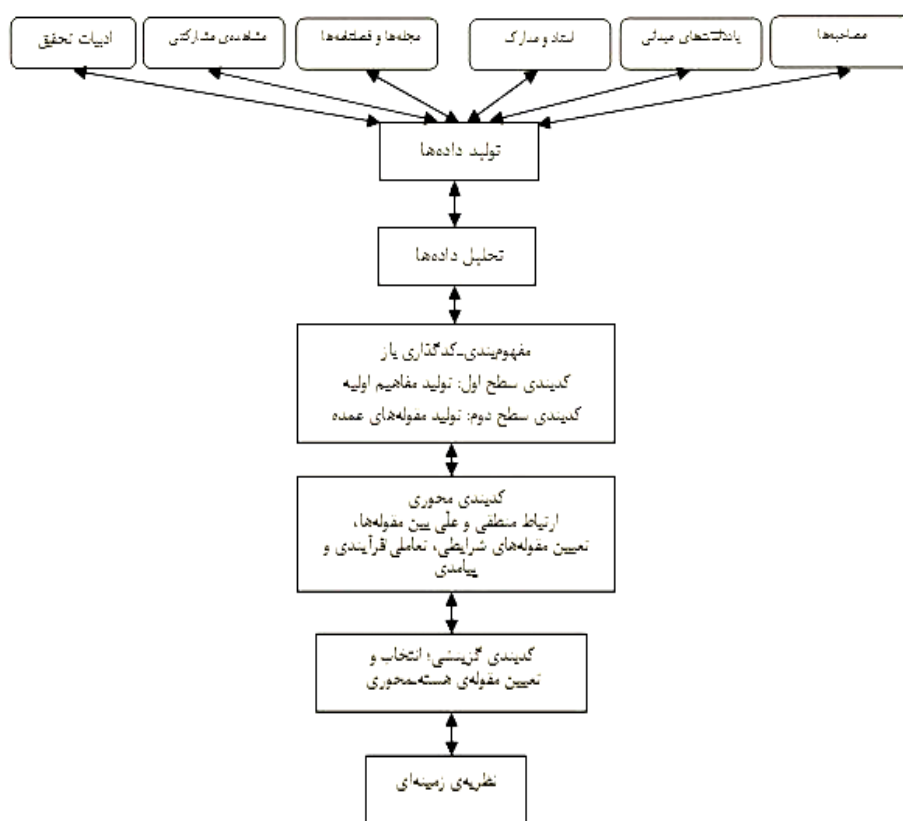 مصاحبه‌ها
یادداشت‌های میدانی
اسناد و مدارک
مجله‌ها و فصلنامه‌ها
مشاهده‌ی مشارکتی
ادبیات تحقیق
تولید داده‌ها
تحلیل داده‌ها
مفهوم‌بندی-کدگذاری باز
کدبندی سطح اول: تولید مفاهیم اولیه
کدبندی سطح دوم: تولید مقوله‌های عمده
کدبندی محوری
ارتباط منطقی و علّی بین مقوله‌ها،
تعیین مقوله‌های شرایطی، تعاملی فرآیندی و
پیامدی
کدبندی گزینشی؛ انتخاب و
تعیین مقوله‌ی هسته-محوری
نظریه‌ی زمینه‌ای